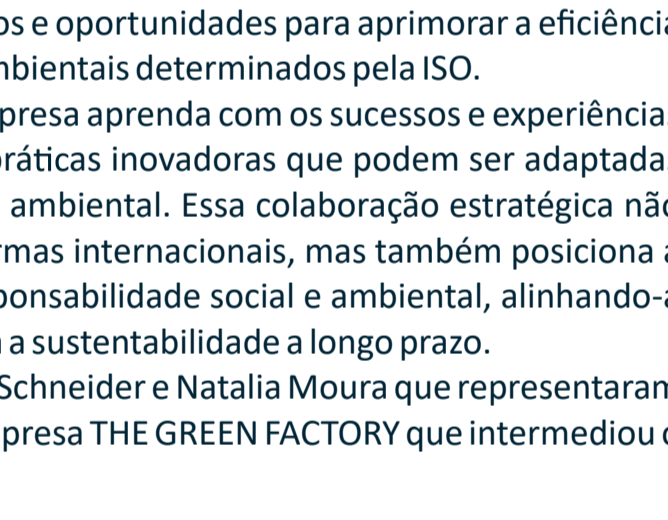 os e oportunidades para aprimorar a eficiência
mbientais determinados pela ISO.
presa aprenda com os sucessos e experiência
práticas inovadoras que podem ser adaptada
ambiental. Essa colaboração estratégica não
rmas internacionais, mas também posiciona a
ponsabilidade social e ambiental, alinhando-a
a sustentabilidade a longo prazo.
Schneider e Natalia Moura que representaram
presa THE GREEN FACTORY que intermediou o